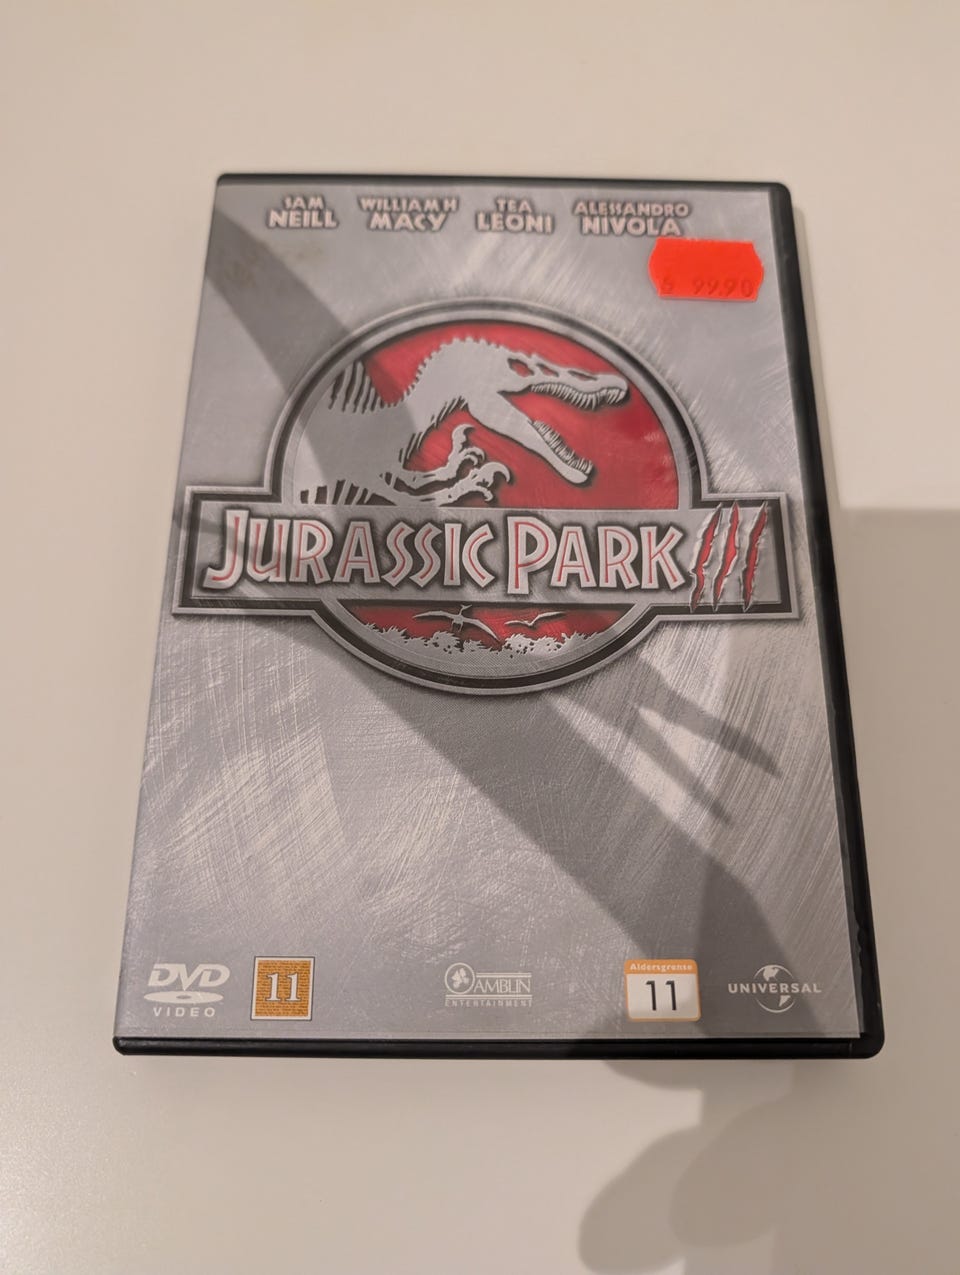 SAM
NEILL
WILLIAM H
MACY
TEA
LEONI
ALESSANDRO
NIVOLA
99.90
JURASSIC PARK III
DVD
VIDEO
11
AMBLIN
ENTERTAINMENT
Aldersgrense
11
UNIVERSAL